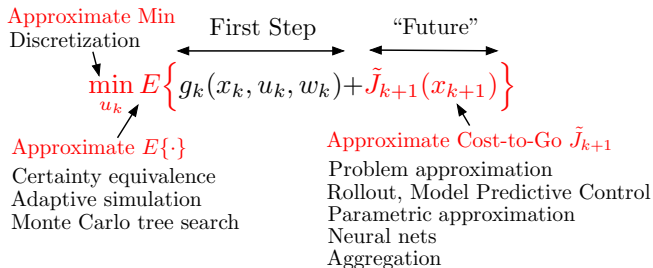 Approximate Min
Discretization
First Step
“Future”
min E{g_k(x_k, u_k, w_k)+J̃_{k+1}(x_{k+1})}
u_k
Approximate E{·}
Certainty equivalence
Adaptive simulation
Monte Carlo tree search
Approximate Cost-to-Go J̃_{k+1}
Problem approximation
Rollout, Model Predictive Control
Parametric approximation
Neural nets
Aggregation